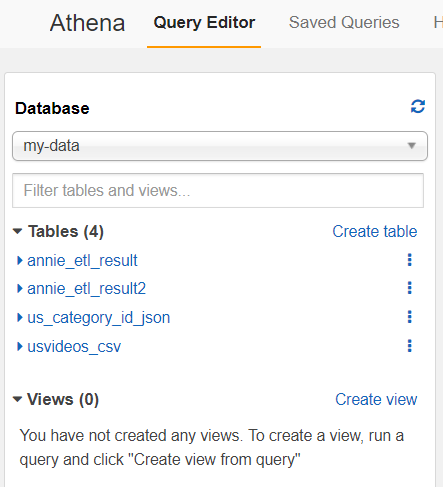 Athena Query Editor Saved Queries
Database
my-data
Filter tables and views...
Tables (4) Create table
annie_etl_result
annie_etl_result2
us_category_id_json
usvideos_csv
Views (0) Create view
You have not created any views. To create a view, run a
query and click "Create view from query"